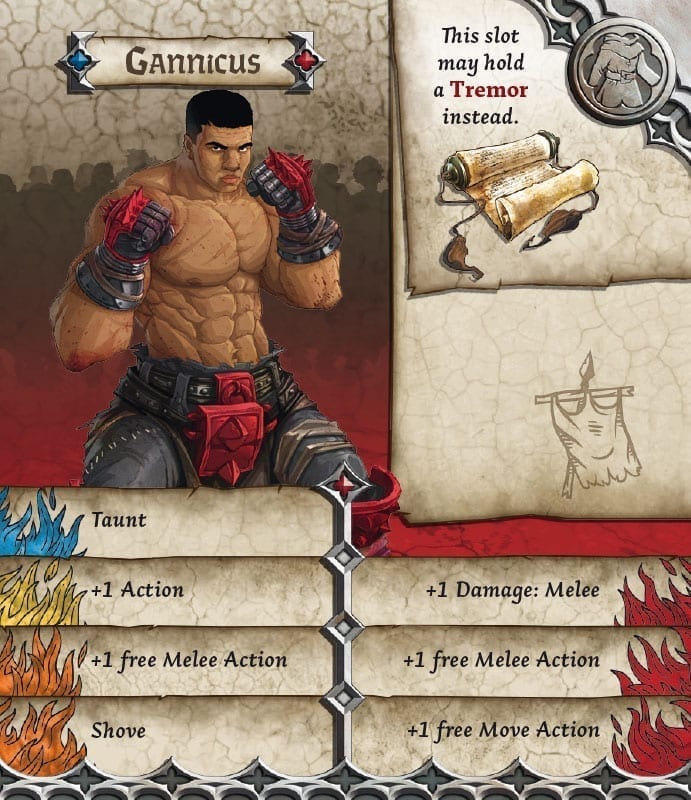 Gannicus
This slot
may hold
a Tremor
instead.
Taunt
+1 Action
+1 Damage: Melee
+1 free Melee Action
+1 free Melee Action
Shove
+1 free Move Action